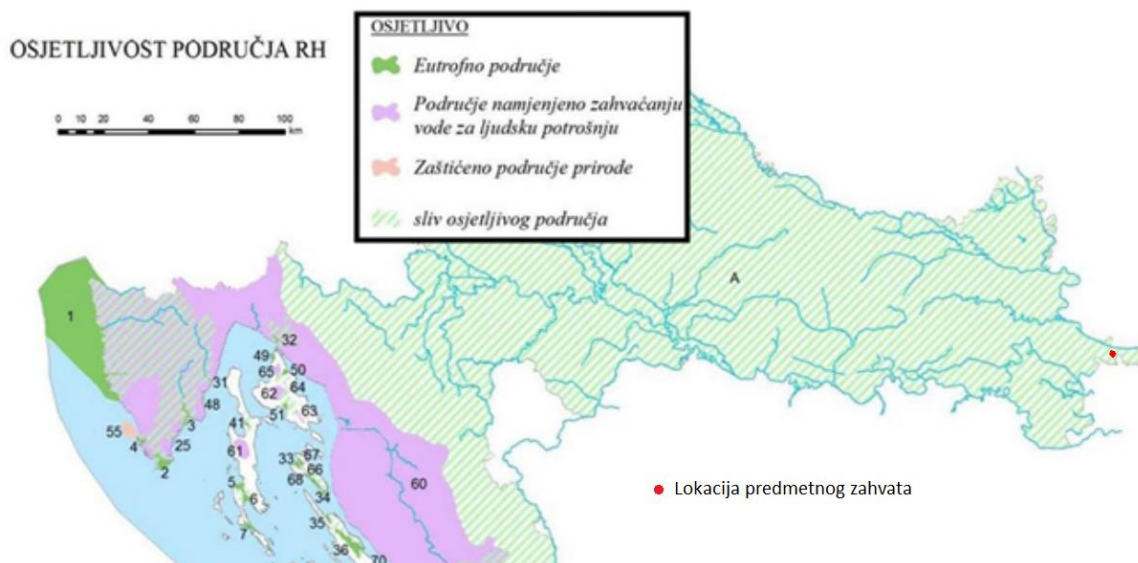 OSJETLJIVOST PODRUČJA RH
0 10 20 40 60 80 100
km
OSJETLJIVO
Eutrofno područje
Područje namjenjeno zahvaćanju
vode za ljudsku potrošnju
Zaštićeno područje prirode
sliv osjetljivog područja
A
1
32
49
50
65
31
64
62
48
51
63
3
41
55
4
25
61
2
67
33
66
68
60
5
6
34
7
35
36
70
Lokacija predmetnog zahvata